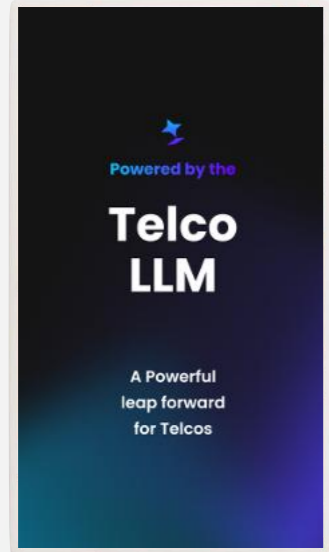 Powered by the
Telco
LLM
A Powerful
leap forward
for Telcos